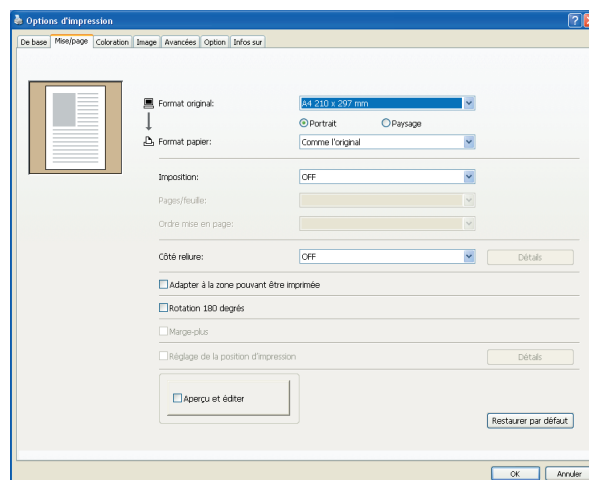 Options d'impression
De base Mise/page Coloration Image Avancées Option Infos sur
Format original: A4 210 x 297 mm
Portrait Paysage
Format papier: Comme l'original
Imposition: OFF
Pages/feuille:
Ordre mise en page:
Côté reliure: OFF Détails
Adapter à la zone pouvant être imprimée
Rotation 180 degrés
Marge-plus
Réglage de la position d'impression Détails
Aperçu et éditer
Restaurer par défaut
OK Annuler